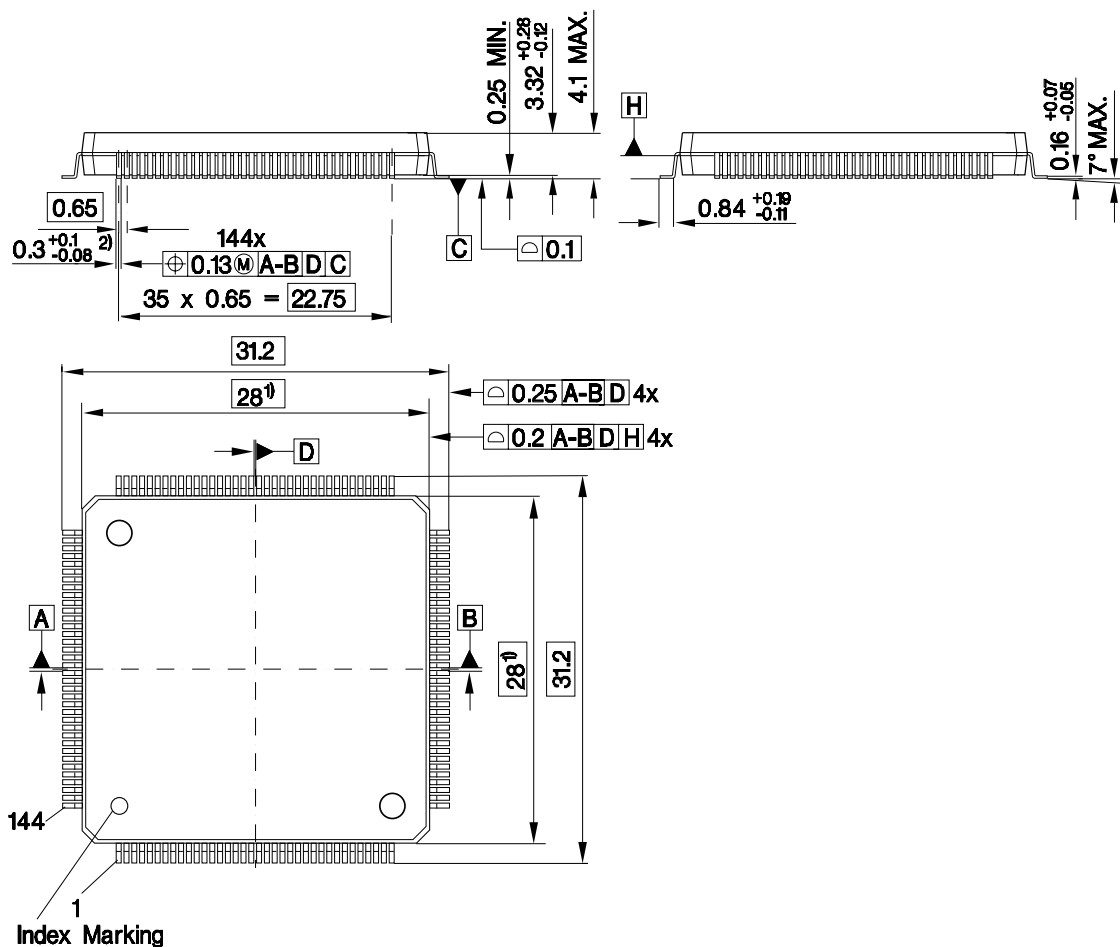 0.25 MIN.
3.32 +0.28 -0.12
4.1 MAX.
H
0.16 +0.07 -0.05
7° MAX.
0.65
0.3 +0.1 -0.08 2)
144x
⌖ 0.13 Ⓜ A-B D C
35 x 0.65 = 22.75
C
⌓ 0.1
0.84 +0.19 -0.11
31.2
28 1)
⌓ 0.25 A-B D 4x
⌓ 0.2 A-B D H 4x
D
A
B
28 1)
31.2
144
1
Index Marking